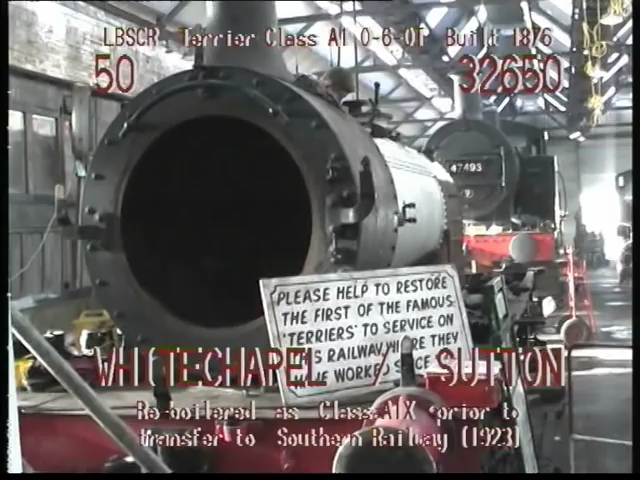 LBSCR Terrier Class A1 0-6-0T Built 1876
50 32650
47493
PLEASE HELP TO RESTORE
THE FIRST OF THE FAMOUS
'TERRIERS' TO SERVICE ON
RAILWAY WHERE THEY
WORKED SINCE
WHITECHAPEL / SUTTON
Re-boilered as Class A1X prior to
transfer to Southern Railway (1923)